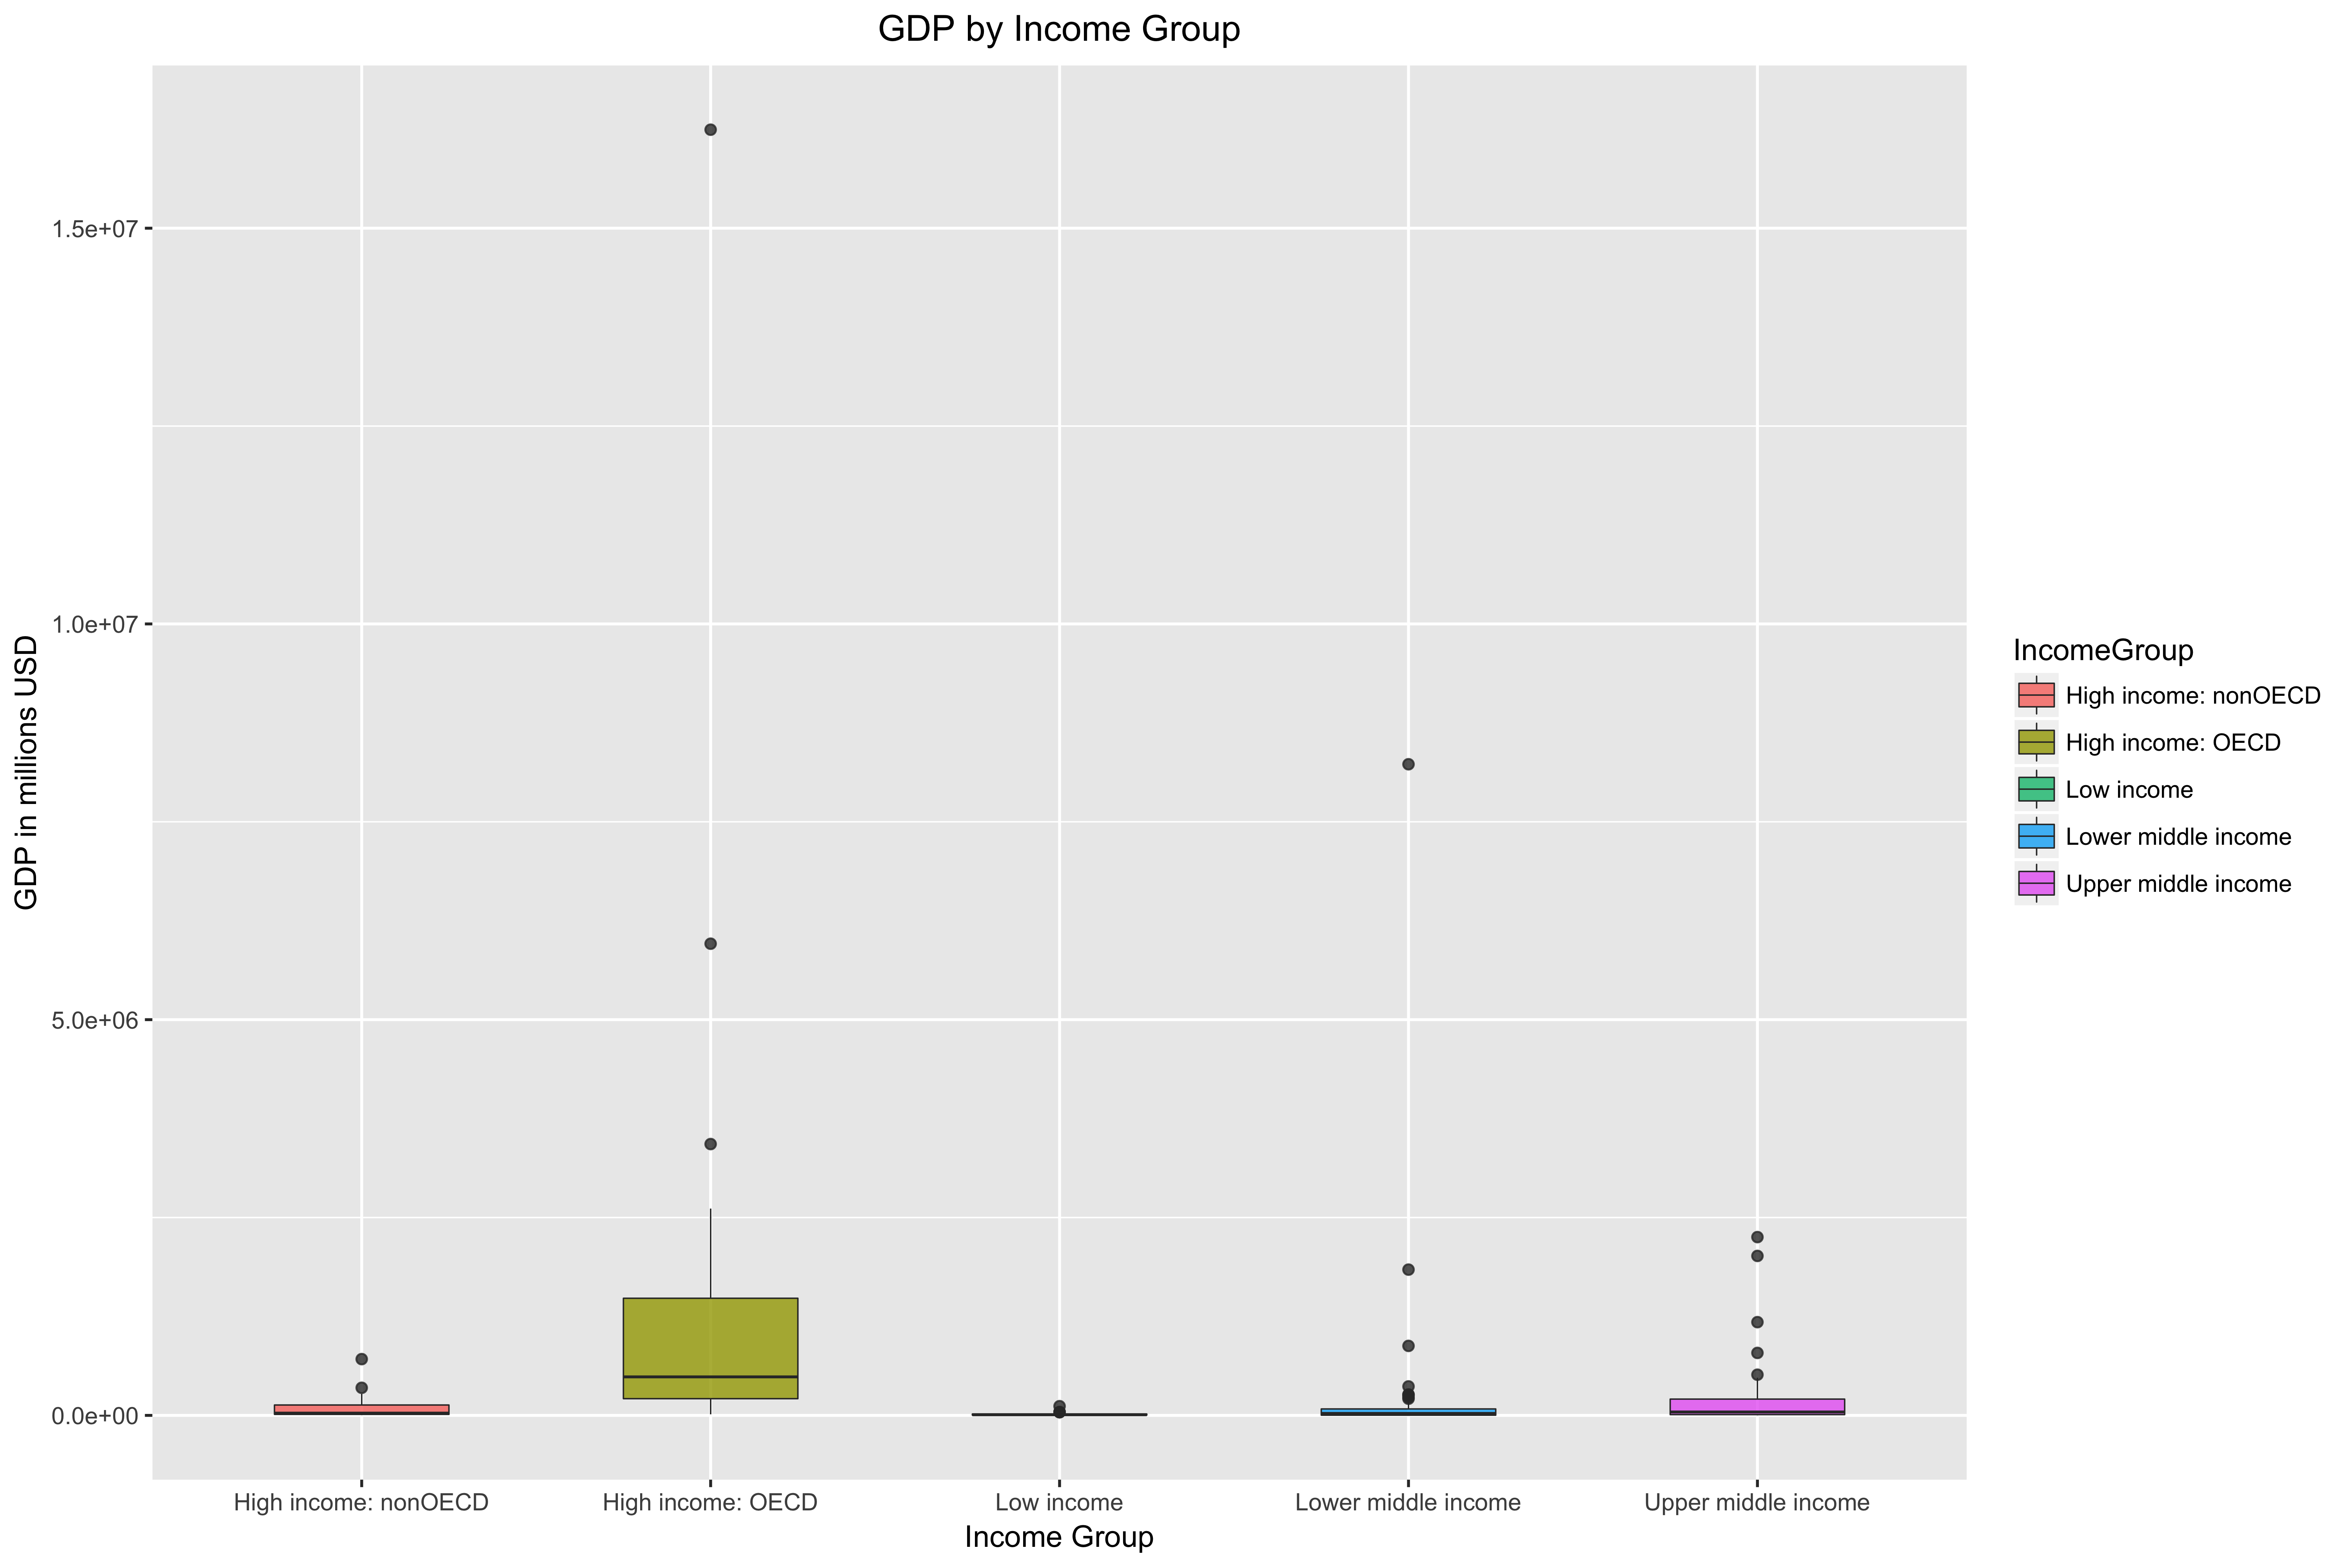 GDP by Income Group
GDP in millions USD
1.5e+07
1.0e+07
5.0e+06
0.0e+00
High income: nonOECD
High income: OECD
Low income
Lower middle income
Upper middle income
Income Group
IncomeGroup
High income: nonOECD
High income: OECD
Low income
Lower middle income
Upper middle income